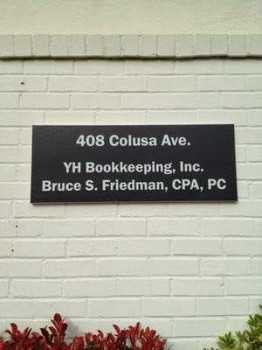 408 Colusa Ave.
YH Bookkeeping, Inc.
Bruce S. Friedman, CPA, PC